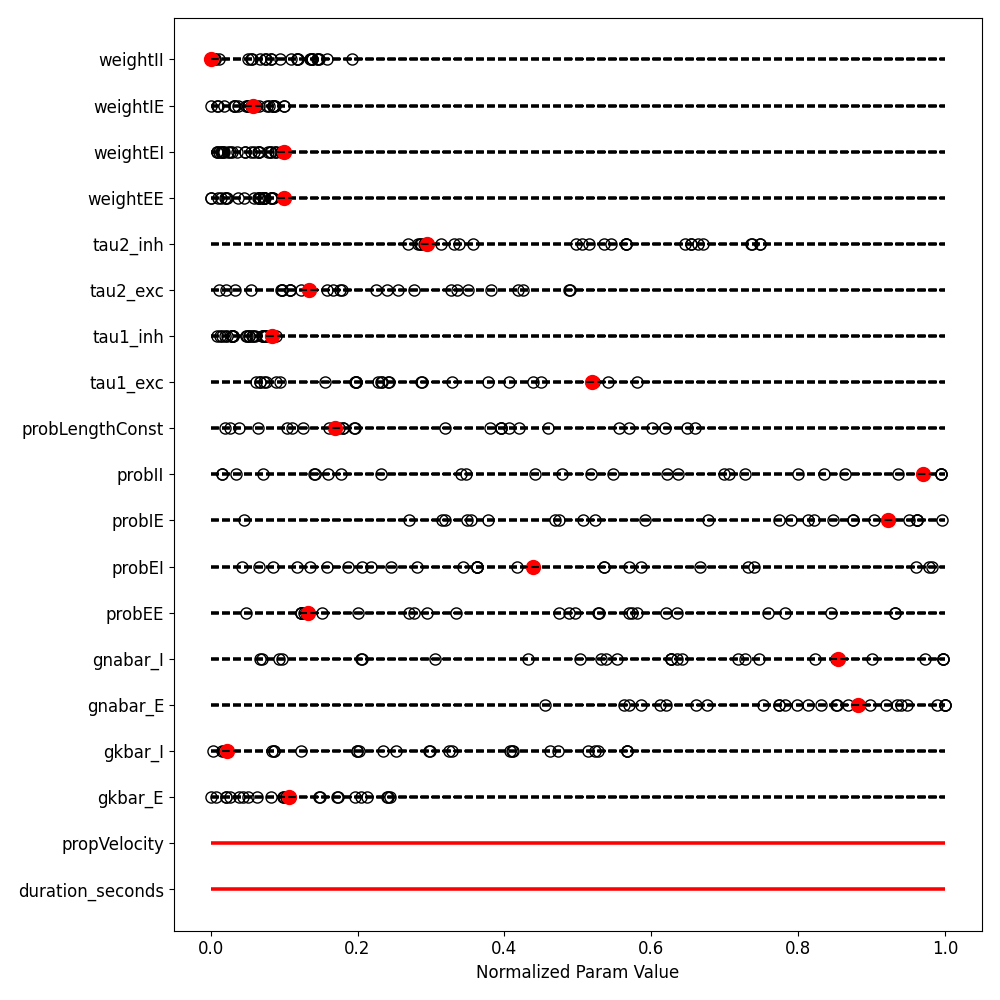 weightII
weightIE
weightEI
weightEE
tau2_inh
tau2_exc
tau1_inh
tau1_exc
probLengthConst
probII
probIE
probEI
probEE
gnabar_I
gnabar_E
gkbar_I
gkbar_E
propVelocity
duration_seconds
0.0 0.2 0.4 0.6 0.8 1.0
Normalized Param Value